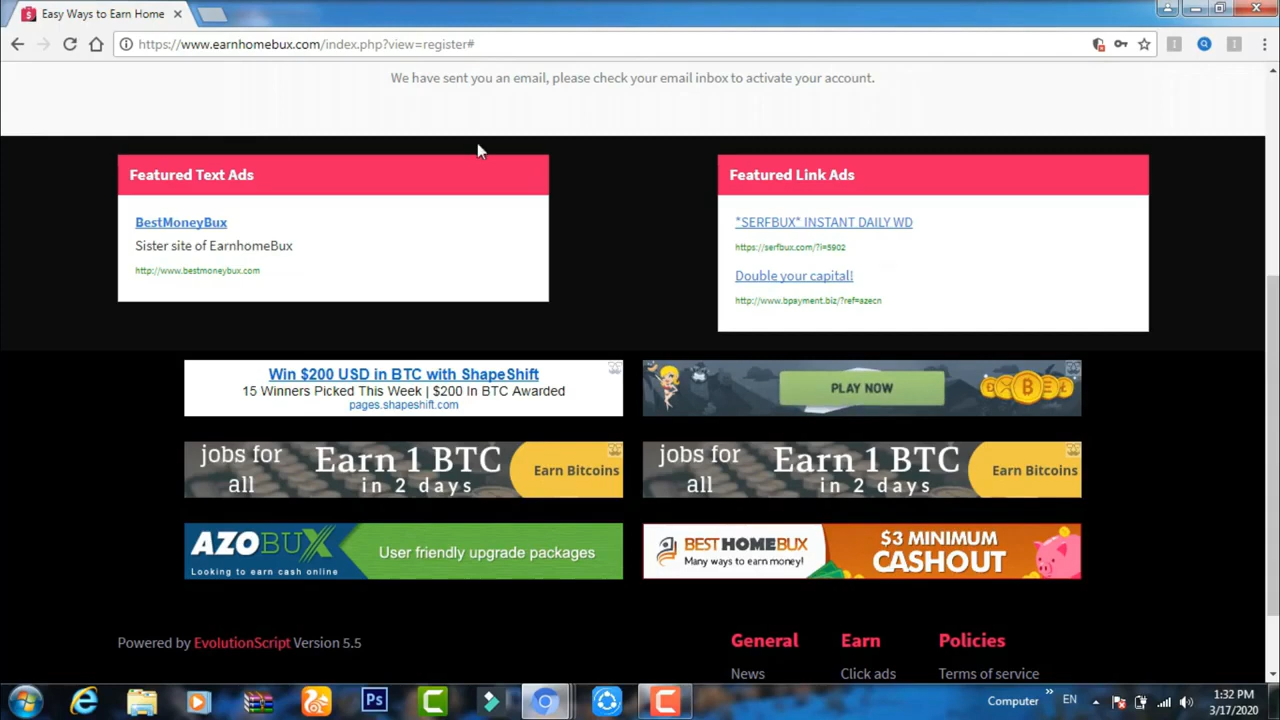 Easy Ways to Earn Home
https://www.earnhomebux.com/index.php?view=register#
We have sent you an email, please check your email inbox to activate your account.
Featured Text Ads
BestMoneyBux
Sister site of EarnhomeBux
http://www.bestmoneybux.com
Featured Link Ads
*SERFBUX* INSTANT DAILY WD
https://serfbux.com/?i=5902
Double your capital!
http://www.bpayment.biz/?ref=azecn
Win $200 USD in BTC with ShapeShift
15 Winners Picked This Week | $200 In BTC Awarded
pages.shapeshift.com
PLAY NOW
jobs for all
Earn 1 BTC
in 2 days
Earn Bitcoins
jobs for all
Earn 1 BTC
in 2 days
Earn Bitcoins
AZOBUX
Looking to earn cash online
User friendly upgrade packages
BESTHOMEBUX
Many ways to earn money!
$3 MINIMUM
CASHOUT
Powered by EvolutionScript Version 5.5
General
News
Earn
Click ads
Policies
Terms of service
Ps
Computer
EN
1:32 PM
3/17/2020